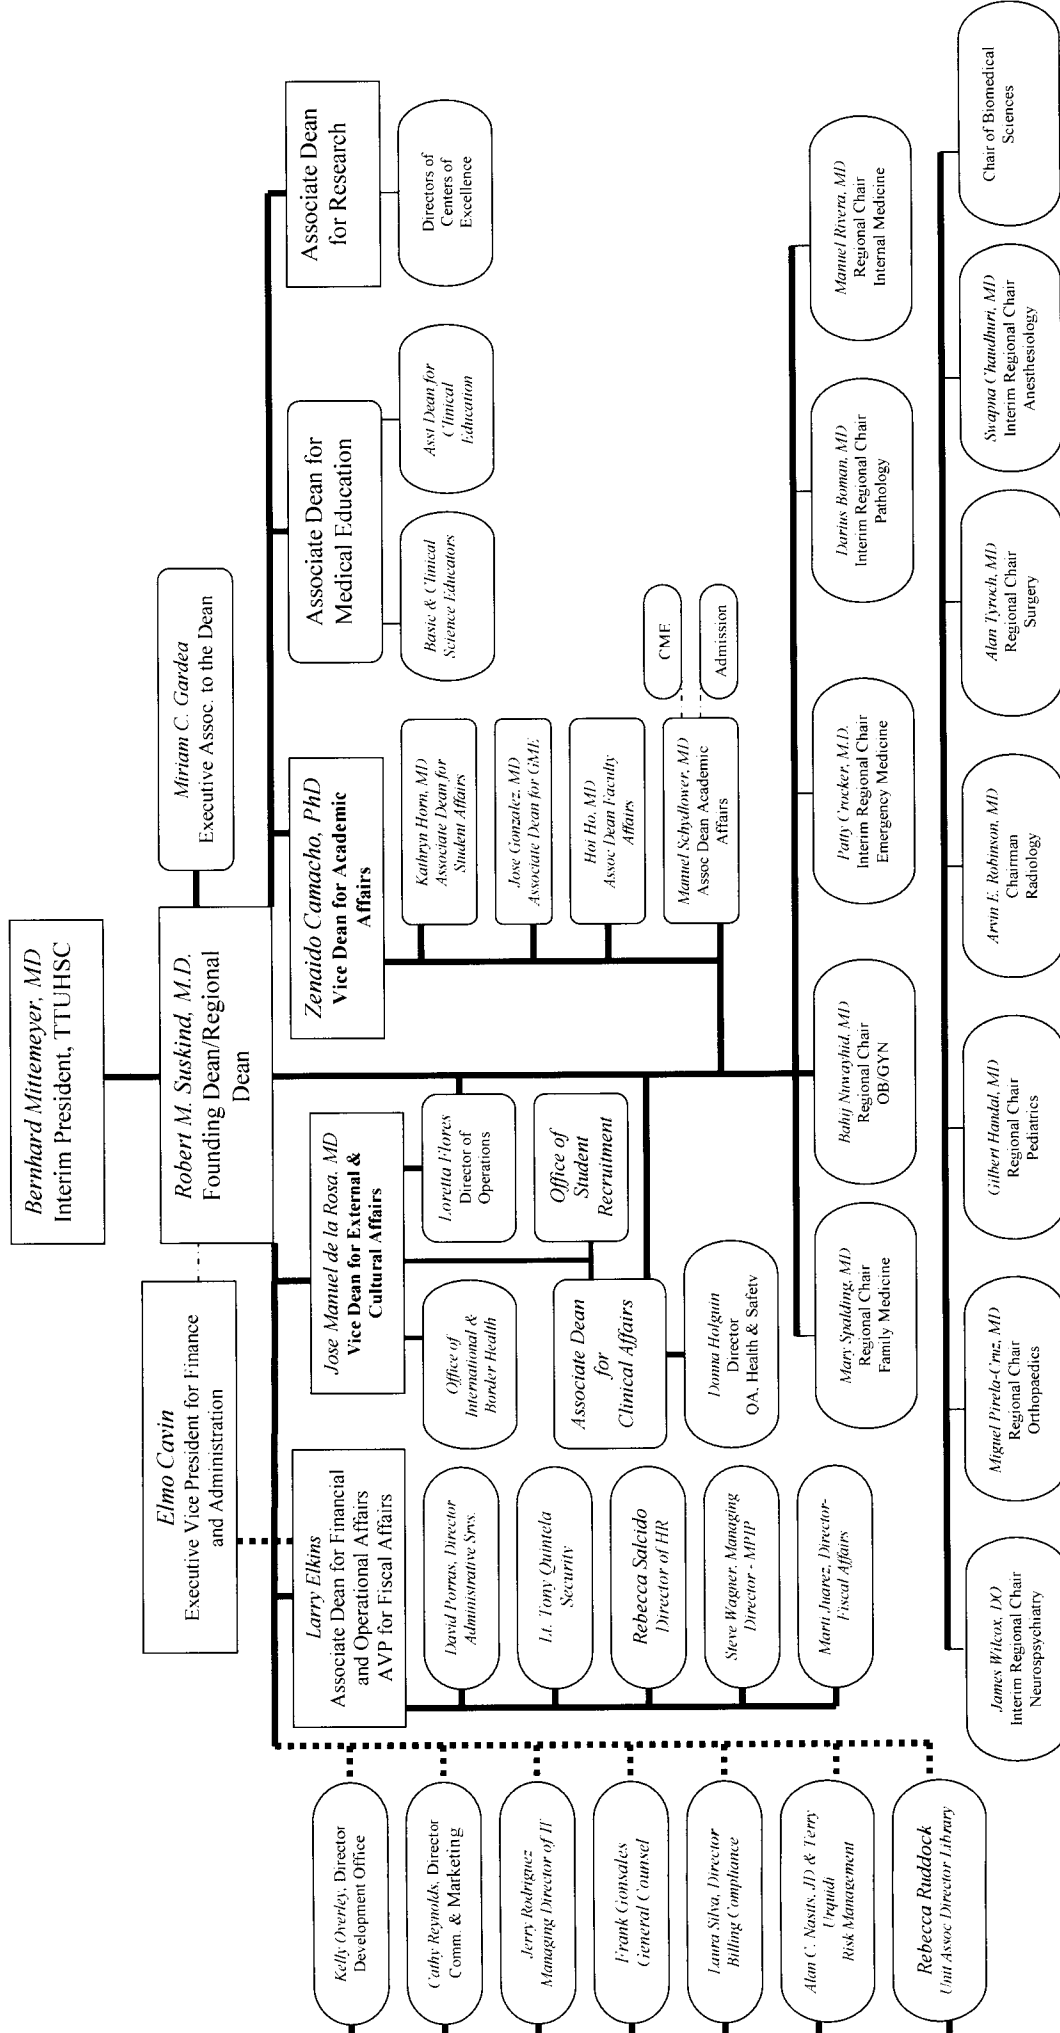 Bernhard Mittemeyer, MD
Interim President, TTUHSC
Elmo Cavin
Executive Vice President for Finance
and Administration
Robert M. Suskind, M.D.
Founding Dean/Regional
Dean
Miriam C. Gardea
Executive Assoc. to the Dean
Larry Elkins
Associate Dean for Financial
and Operational Affairs
AVP for Fiscal Affairs
Jose Manuel de la Rosa, MD
Vice Dean for External &
Cultural Affairs
Zenaido Camacho, PhD
Vice Dean for Academic
Affairs
Associate Dean for
Medical Education
Associate Dean
for Research
Kelly Overley, Director
Development Office
Cathy Reynolds, Director
Comm. & Marketing
Jerry Rodriguez
Managing Director of IT
Frank Gonsales
General Counsel
Laura Silva, Director
Billing Compliance
Alan C. Nasits, JD & Terry
Urquidi
Risk Management
Rebecca Ruddock
Unit Assoc Director Library
David Porras, Director
Administrative Srvs.
Lt. Tony Quintela
Security
Rebecca Salcido
Director of HR
Steve Wagner, Managing
Director - MPIP
Marti Juarez, Director-
Fiscal Affairs
Office of
International &
Border Health
Loretta Flores
Director of
Operations
Office of
Student
Recruitment
Associate Dean
for
Clinical Affairs
Donna Holguin
Director
QA, Health & Safety
Kathryn Horn, MD
Associate Dean for
Student Affairs
Jose Gonzalez, MD
Associate Dean for GME
Hoi Ho, MD
Assoc Dean Faculty
Affairs
Manuel Schydlower, MD
Assoc Dean Academic
Affairs
CME
Admission
Basic & Clinical
Science Educators
Asst Dean for
Clinical
Education
Directors of
Centers of
Excellence
Mary Spalding, MD
Regional Chair
Family Medicine
Bahij Nuwayhid, MD
Regional Chair
OB/GYN
Patty Crocker, M.D.
Interim Regional Chair
Emergency Medicine
Darius Boman, MD
Interim Regional Chair
Pathology
Manuel Rivera, MD
Regional Chair
Internal Medicine
James Wilcox, DO
Interim Regional Chair
Neurospsychiatry
Miguel Pirela-Cruz, MD
Regional Chair
Orthopaedics
Gilbert Handal, MD
Regional Chair
Pediatrics
Arvin E. Robinson, MD
Chairman
Radiology
Alan Tyroch, MD
Regional Chair
Surgery
Swapna Chaudhuri, MD
Interim Regional Chair
Anesthesiology
Chair of Biomedical
Sciences